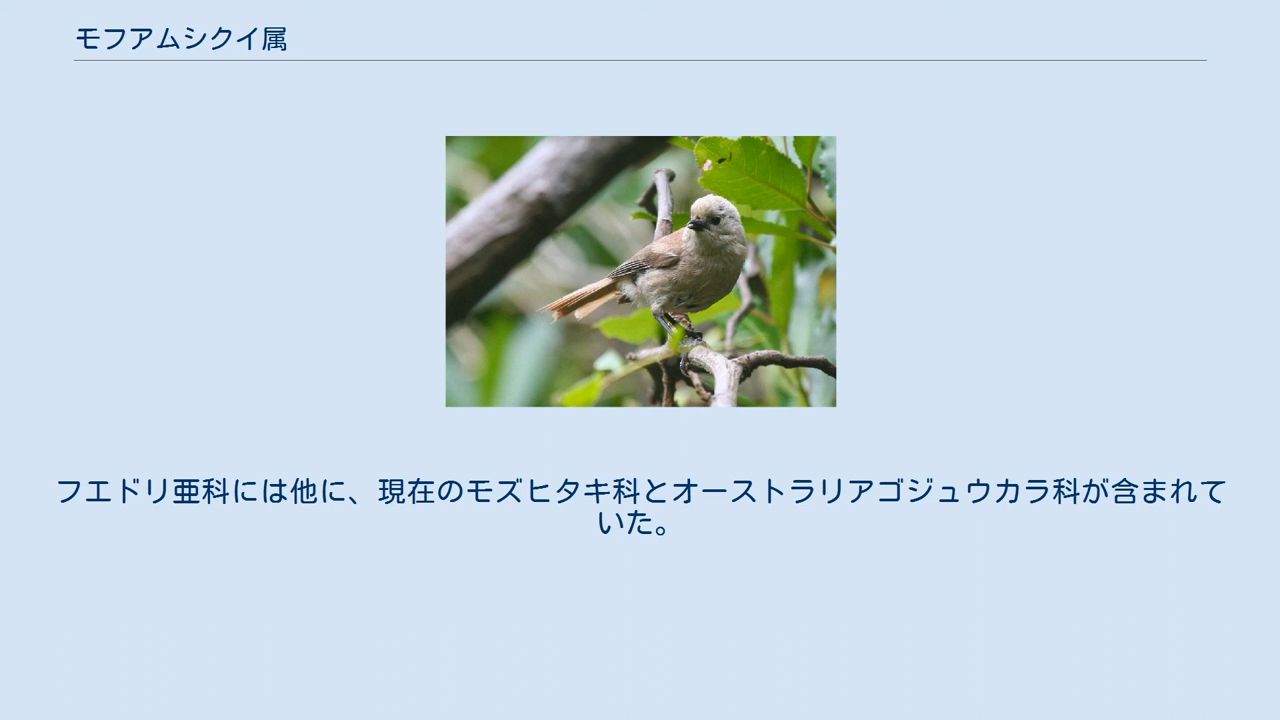 モフアムシクイ属
フエドリ亜科には他に、現在のモズヒタキ科とオーストラリアゴジュウカラ科が含まれて
いた。